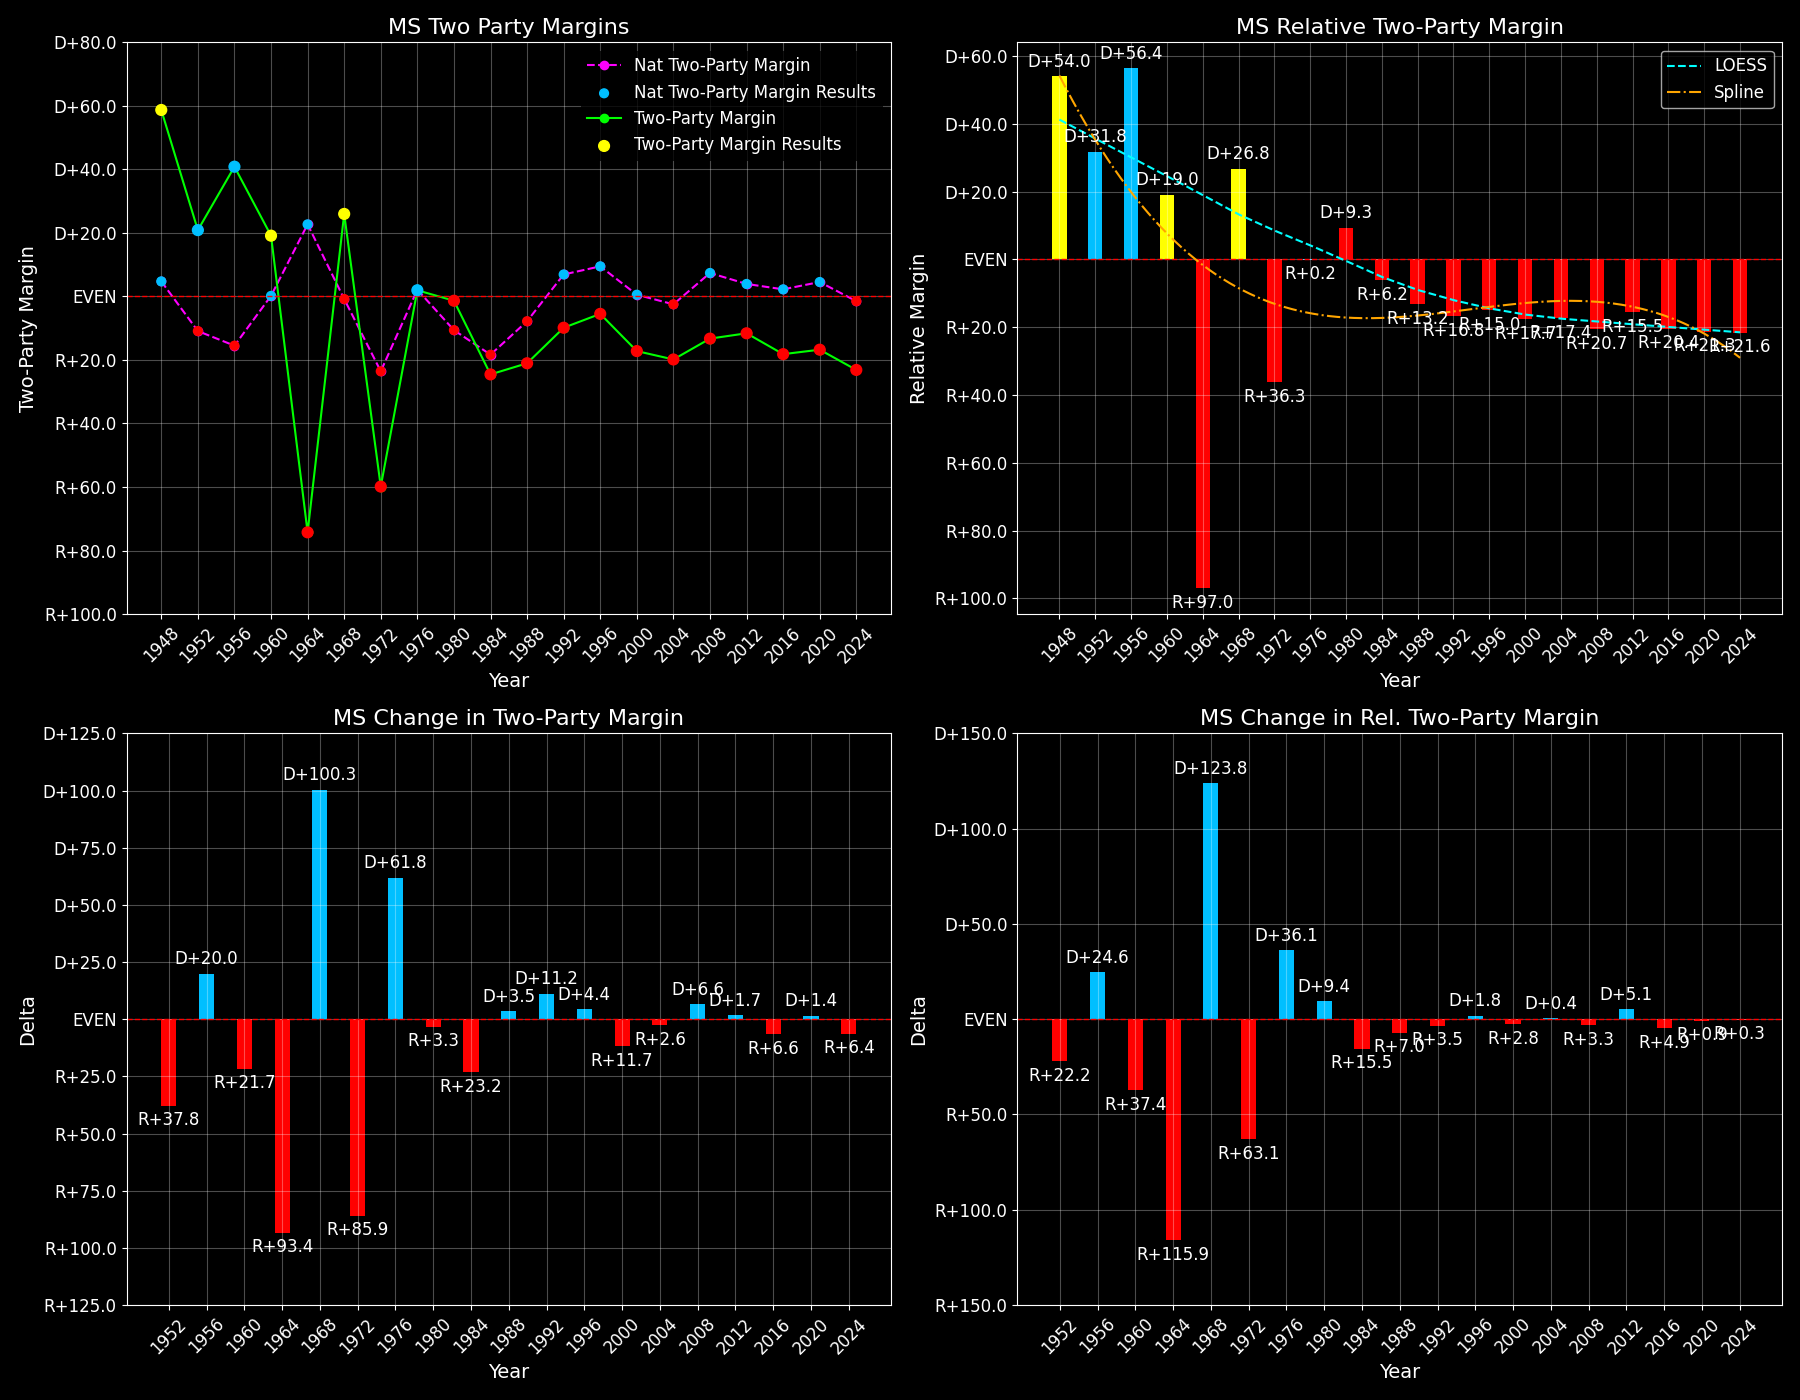 MS Two Party Margins
D+80.0
D+60.0
D+40.0
D+20.0
EVEN
R+20.0
R+40.0
R+60.0
R+80.0
R+100.0
Two-Party Margin
Nat Two-Party Margin
Nat Two-Party Margin Results
Two-Party Margin
Two-Party Margin Results
1948 1952 1956 1960 1964 1968 1972 1976 1980 1984 1988 1992 1996 2000 2004 2008 2012 2016 2020 2024
Year
MS Relative Two-Party Margin
D+60.0
D+40.0
D+20.0
EVEN
R+20.0
R+40.0
R+60.0
R+80.0
R+100.0
Relative Margin
LOESS
Spline
D+54.0
D+31.8
D+56.4
D+19.0
R+97.0
D+26.8
R+36.3
R+0.2
D+9.3
R+6.2
R+13.2
R+16.8
R+15.0
R+17.7
R+17.4
R+20.7
R+15.5
R+20.4
R+21.3
R+21.6
1948 1952 1956 1960 1964 1968 1972 1976 1980 1984 1988 1992 1996 2000 2004 2008 2012 2016 2020 2024
Year
MS Change in Two-Party Margin
D+125.0
D+100.0
D+75.0
D+50.0
D+25.0
EVEN
R+25.0
R+50.0
R+75.0
R+100.0
R+125.0
Delta
R+37.8
D+20.0
R+21.7
R+93.4
D+100.3
R+85.9
D+61.8
R+3.3
R+23.2
D+3.5
D+11.2
D+4.4
R+11.7
R+2.6
D+6.6
D+1.7
R+6.6
D+1.4
R+6.4
1952 1956 1960 1964 1968 1972 1976 1980 1984 1988 1992 1996 2000 2004 2008 2012 2016 2020 2024
Year
MS Change in Rel. Two-Party Margin
D+150.0
D+100.0
D+50.0
EVEN
R+50.0
R+100.0
R+150.0
Delta
R+22.2
D+24.6
R+37.4
R+115.9
D+123.8
R+63.1
D+36.1
D+9.4
R+15.5
R+7.0
R+3.5
D+1.8
R+2.8
D+0.4
R+3.3
D+5.1
R+4.9
R+0.9
R+0.3
1952 1956 1960 1964 1968 1972 1976 1980 1984 1988 1992 1996 2000 2004 2008 2012 2016 2020 2024
Year